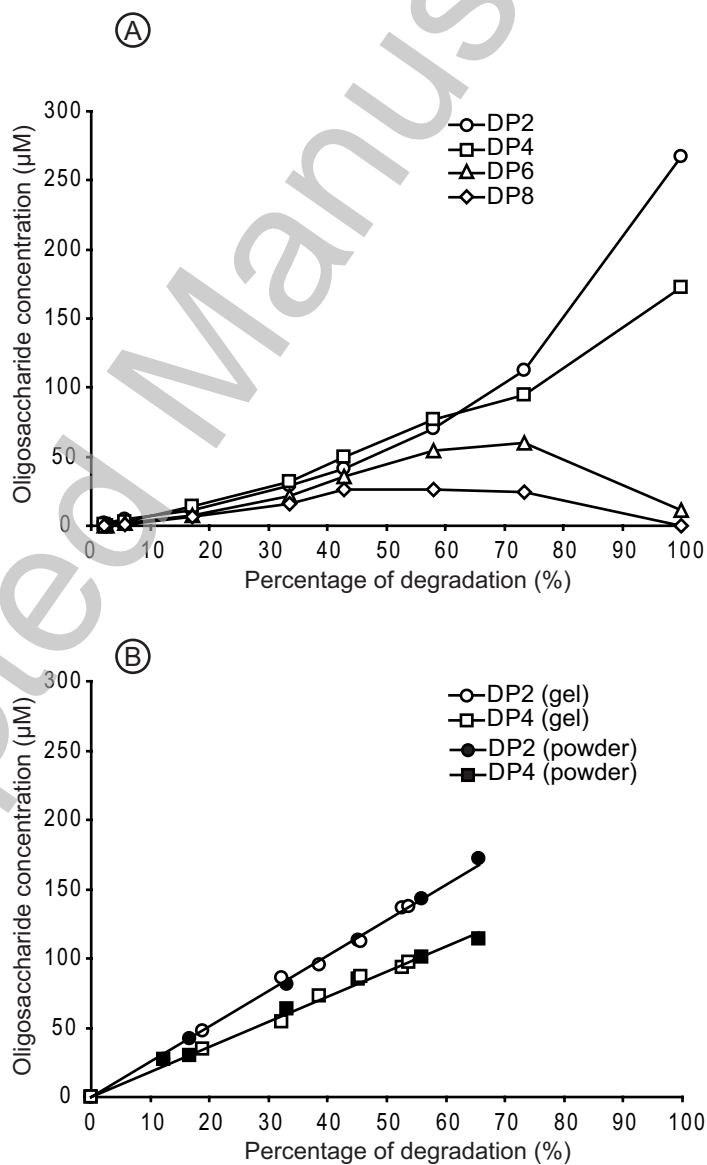 A
300
250
200
150
100
50
0
Oligosaccharide concentration (µM)
DP2
DP4
DP6
DP8
0 10 20 30 40 50 60 70 80 90 100
Percentage of degradation (%)
B
300
250
200
150
100
50
0
Oligosaccharide concentration (µM)
DP2 (gel)
DP4 (gel)
DP2 (powder)
DP4 (powder)
0 10 20 30 40 50 60 70 80 90 100
Percentage of degradation (%)
pted Manus